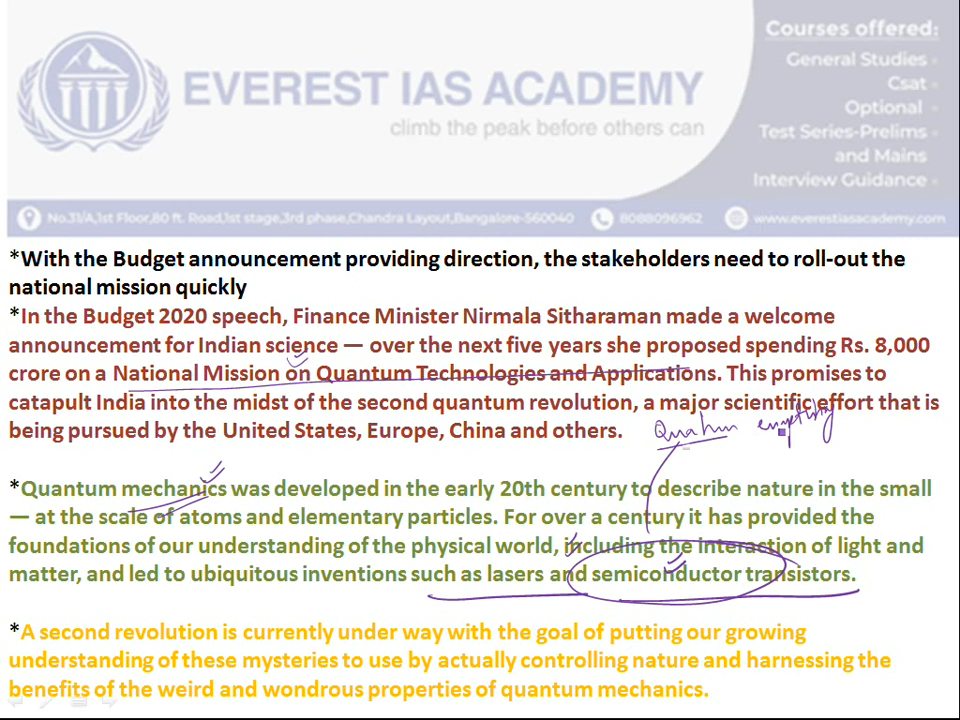 Courses offered:
General Studies
Csat
Optional
Test Series-Prelims
and Mains
Interview Guidance
EVEREST IAS ACADEMY
climb the peak before others can
No.31/A,1st Floor,80 ft. Road,1st stage,3rd phase,Chandra Layout,Bangalore-560040 8088096962 www.everestiasacademy.com
*With the Budget announcement providing direction, the stakeholders need to roll-out the
national mission quickly
*In the Budget 2020 speech, Finance Minister Nirmala Sitharaman made a welcome
announcement for Indian science — over the next five years she proposed spending Rs. 8,000
crore on a National Mission on Quantum Technologies and Applications. This promises to
catapult India into the midst of the second quantum revolution, a major scientific effort that is
being pursued by the United States, Europe, China and others.
*Quantum mechanics was developed in the early 20th century to describe nature in the small
— at the scale of atoms and elementary particles. For over a century it has provided the
foundations of our understanding of the physical world, including the interaction of light and
matter, and led to ubiquitous inventions such as lasers and semiconductor transistors.
*A second revolution is currently under way with the goal of putting our growing
understanding of these mysteries to use by actually controlling nature and harnessing the
benefits of the weird and wondrous properties of quantum mechanics.